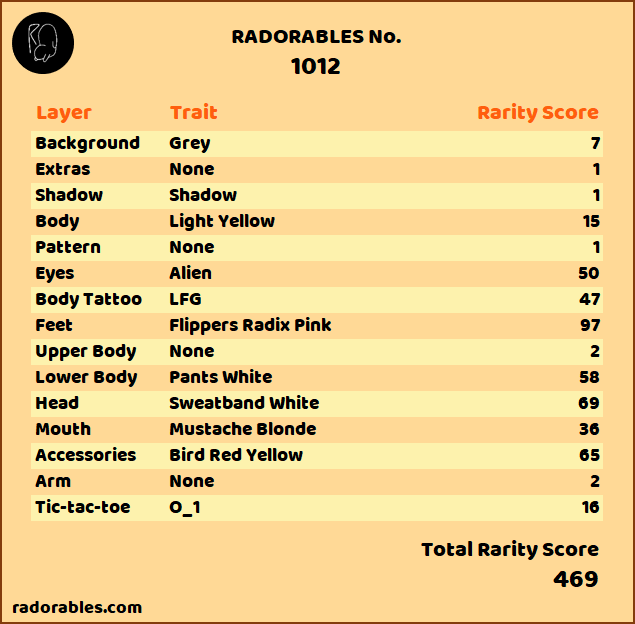 RADORABLES No.
1012
Layer Trait Rarity Score
Background Grey 7
Extras None 1
Shadow Shadow 1
Body Light Yellow 15
Pattern None 1
Eyes Alien 50
Body Tattoo LFG 47
Feet Flippers Radix Pink 97
Upper Body None 2
Lower Body Pants White 58
Head Sweatband White 69
Mouth Mustache Blonde 36
Accessories Bird Red Yellow 65
Arm None 2
Tic-tac-toe O_1 16
Total Rarity Score
469
radorables.com